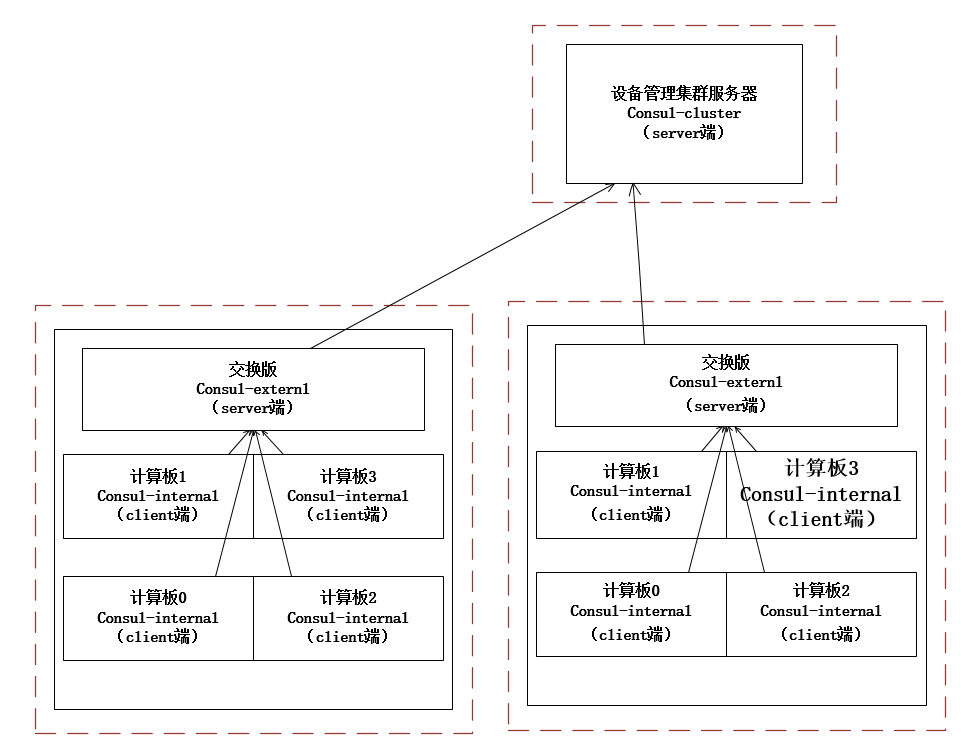 设备管理集群服务器
Consul-cluster
（server端）
交换版
Consul-extern1
（server端）
计算板1
Consul-internal
（client端）
计算板3
Consul-internal
（client端）
计算板0
Consul-internal
（client端）
计算板2
Consul-internal
（client端）
交换版
Consul-extern1
（server端）
计算板1
Consul-internal
（client端）
计算板3
Consul-internal
（client端）
计算板0
Consul-internal
（client端）
计算板2
Consul-internal
（client端）